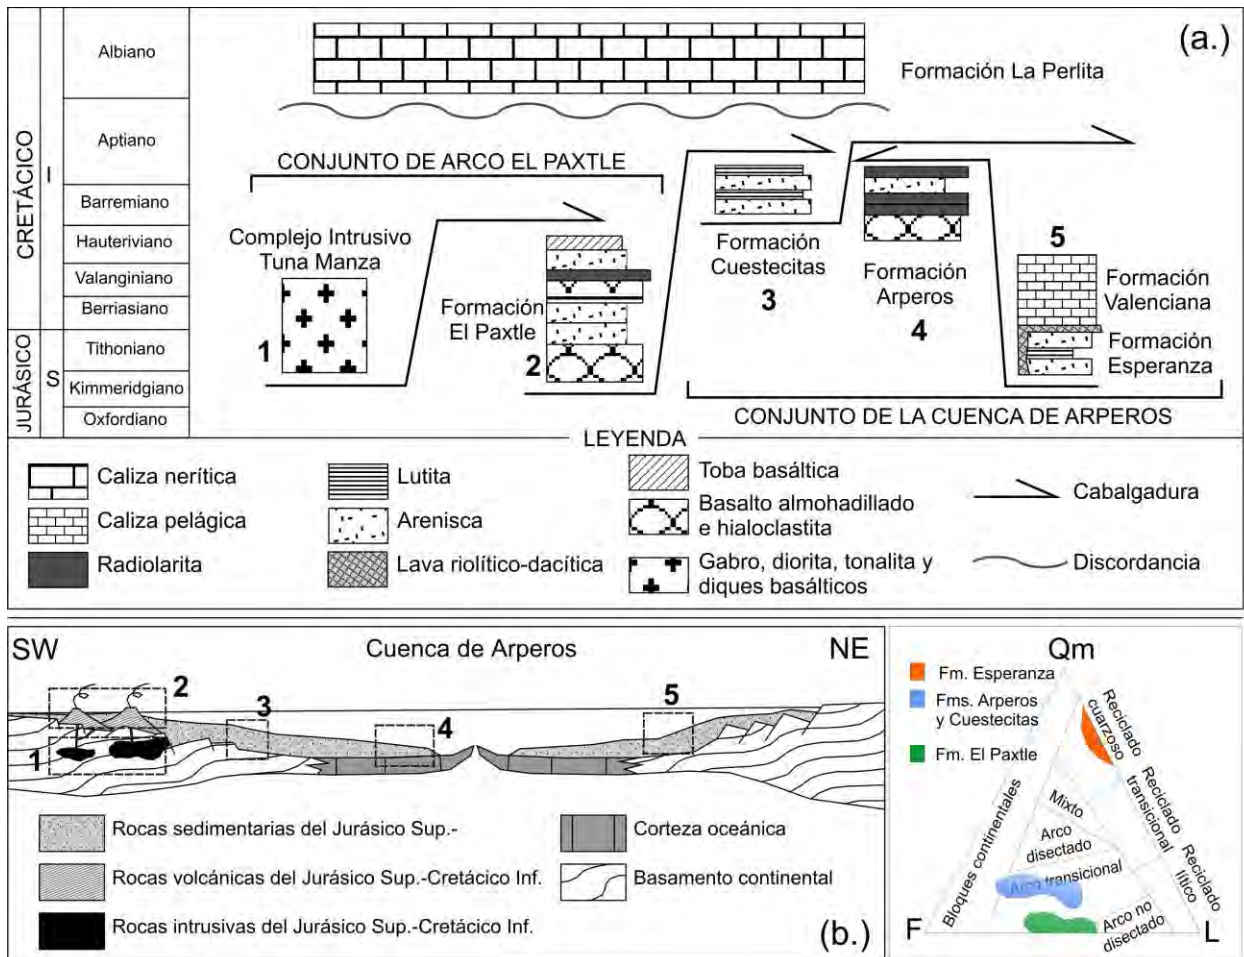 (a.)
CRETÁCICO
I
JURÁSICO
S
Albiano
Aptiano
Barremiano
Hauteriviano
Valanginiano
Berriasiano
Tithoniano
Kimmeridgiano
Oxfordiano
Formación La Perlita
CONJUNTO DE ARCO EL PAXTLE
Complejo Intrusivo
Tuna Manza
1
Formación
El Paxtle
2
Formación
Cuestecitas
3
Formación
Arperos
4
5
Formación
Valenciana
Formación
Esperanza
CONJUNTO DE LA CUENCA DE ARPEROS
LEYENDA
Caliza nerítica
Caliza pelágica
Radiolarita
Lutita
Arenisca
Lava riolítico-dacítica
Toba basáltica
Basalto almohadillado
e hialoclastita
Gabro, diorita, tonalita y
diques basálticos
Cabalgadura
Discordancia
SW
Cuenca de Arperos
NE
1
2
3
4
5
Rocas sedimentarias del Jurásico Sup.-
Rocas volcánicas del Jurásico Sup.-Cretácico Inf.
Rocas intrusivas del Jurásico Sup.-Cretácico Inf.
Corteza oceánica
Basamento continental
(b.)
Fm. Esperanza
Fms. Arperos
y Cuestecitas
Fm. El Paxtle
Qm
F
L
Bloques continentales
Reciclado
cuarzoso
Reciclado
transicional
Reciclado
lítico
Mixto
Arco
disectado
Arco transicional
Arco no
disectado